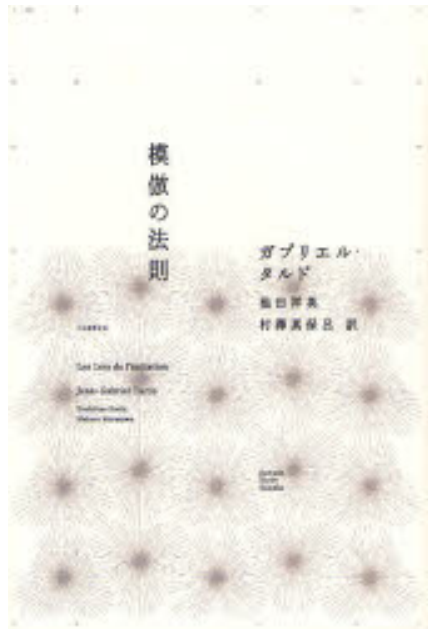 模倣の法則
ガブリエル・
タルド
池田祥英
村澤真保呂 訳
Les Lois de l'imitation
Jean-Gabriel Tarde